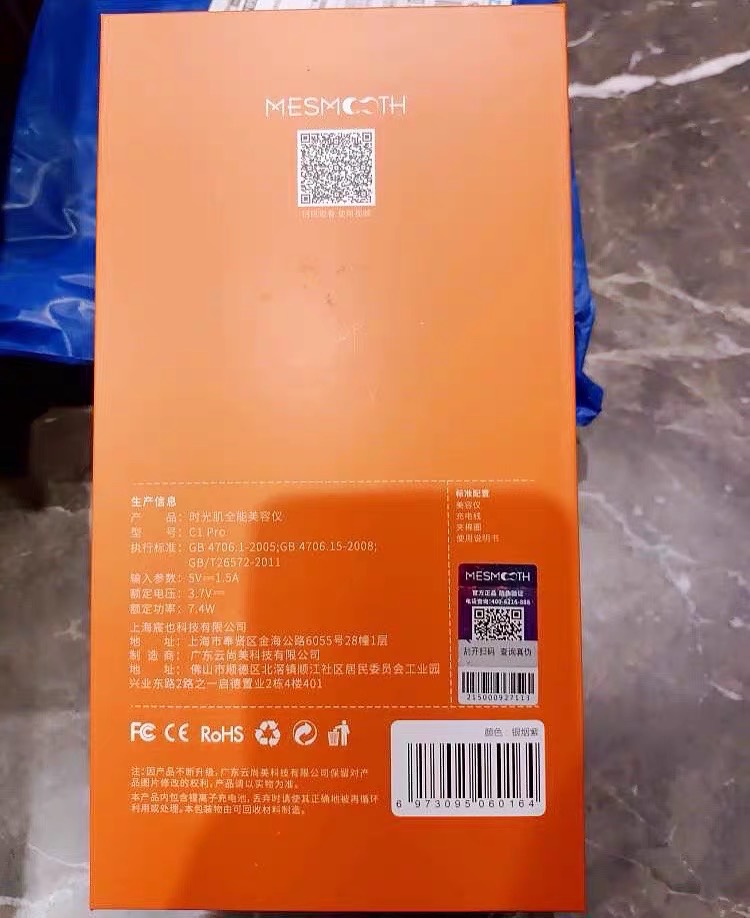 MESMOOTH
扫码观看 使用视频
生产信息
产 品：时光肌全能美容仪
型 号：C1 Pro
执行标准：GB 4706.1-2005;GB 4706.15-2008;
GB/T26572-2011
输入参数：5V⎓1.5A
额定电压：3.7V⎓
额定功率：7.4W
上海宸也科技有限公司
地 址：上海市奉贤区金海公路6055号28幢1层
制 造 商：广东云尚美科技有限公司
地 址：佛山市顺德区北滘镇顺江社区居民委员会工业园
兴业东路2路之一启德置业2栋4楼401
标准配置
美容仪
充电线
夹棉圈
使用说明书
MESMOOTH
官方正品 防伪验证
电话咨询:400-6216-888
刮开扫码 查询真伪
215000927113
FC CE RoHS
注：因产品不断升级，广东云尚美科技有限公司保留对产
品图片修改的权利，产品请以实物为准。
本产品内包含锂离子充电池，丢弃时请使其正确地被再循环
利用或处理。本包装物由可回收材料制造。
颜色：银烟紫
6 973095 060164